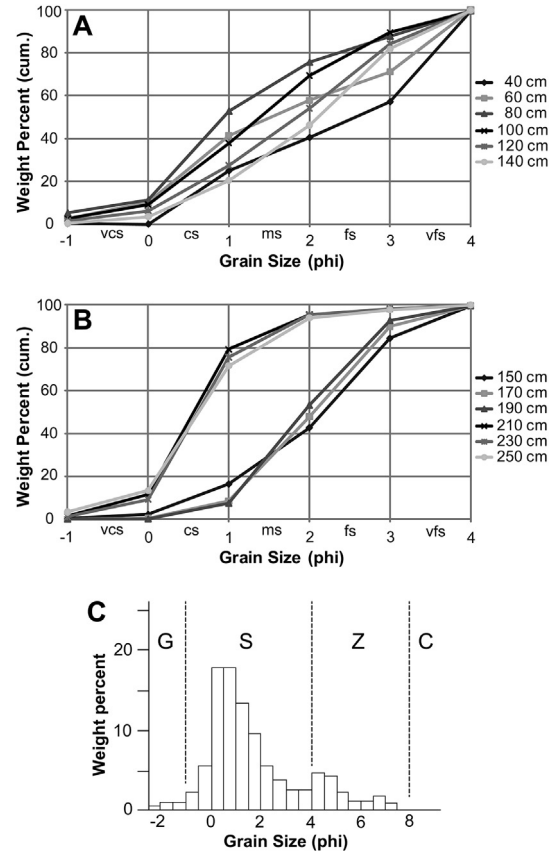 A
Weight Percent (cum.)
100
80
60
40
20
0
-1 0 1 2 3 4
vcs cs ms fs vfs
Grain Size (phi)
40 cm
60 cm
80 cm
100 cm
120 cm
140 cm
B
Weight Percent (cum.)
100
80
60
40
20
0
-1 0 1 2 3 4
vcs cs ms fs vfs
Grain Size (phi)
150 cm
170 cm
190 cm
210 cm
230 cm
250 cm
C
G S Z C
Weight percent
20
10
0
-2 0 2 4 6 8
Grain Size (phi)